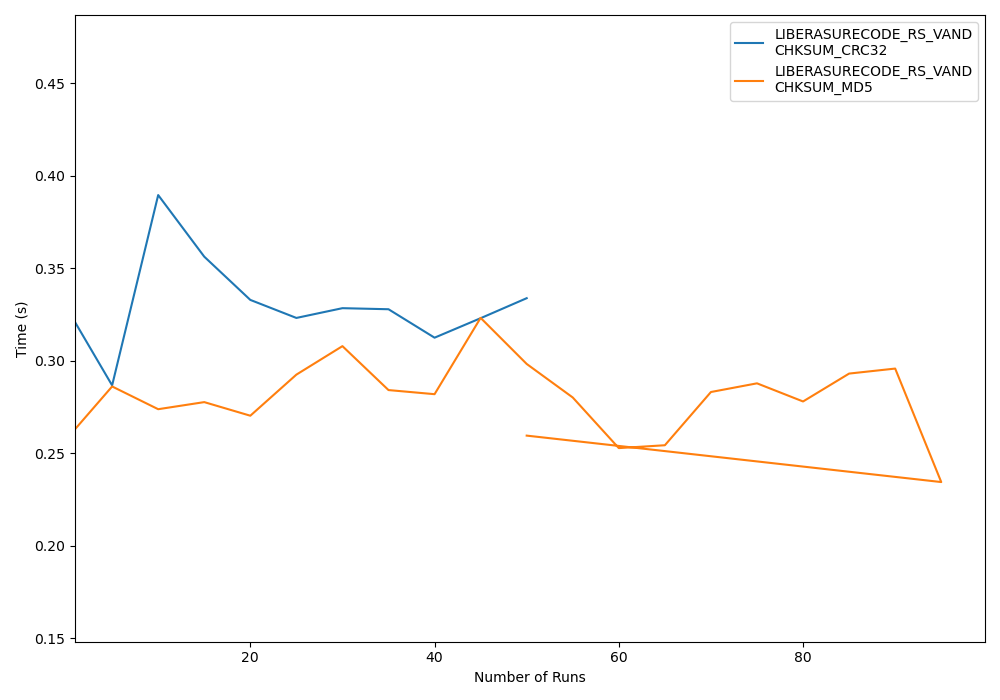 LIBERASURECODE_RS_VAND
CHKSUM_CRC32
LIBERASURECODE_RS_VAND
CHKSUM_MD5
0.45
0.40
0.35
0.30
0.25
0.20
0.15
Time (s)
20
40
60
80
Number of Runs